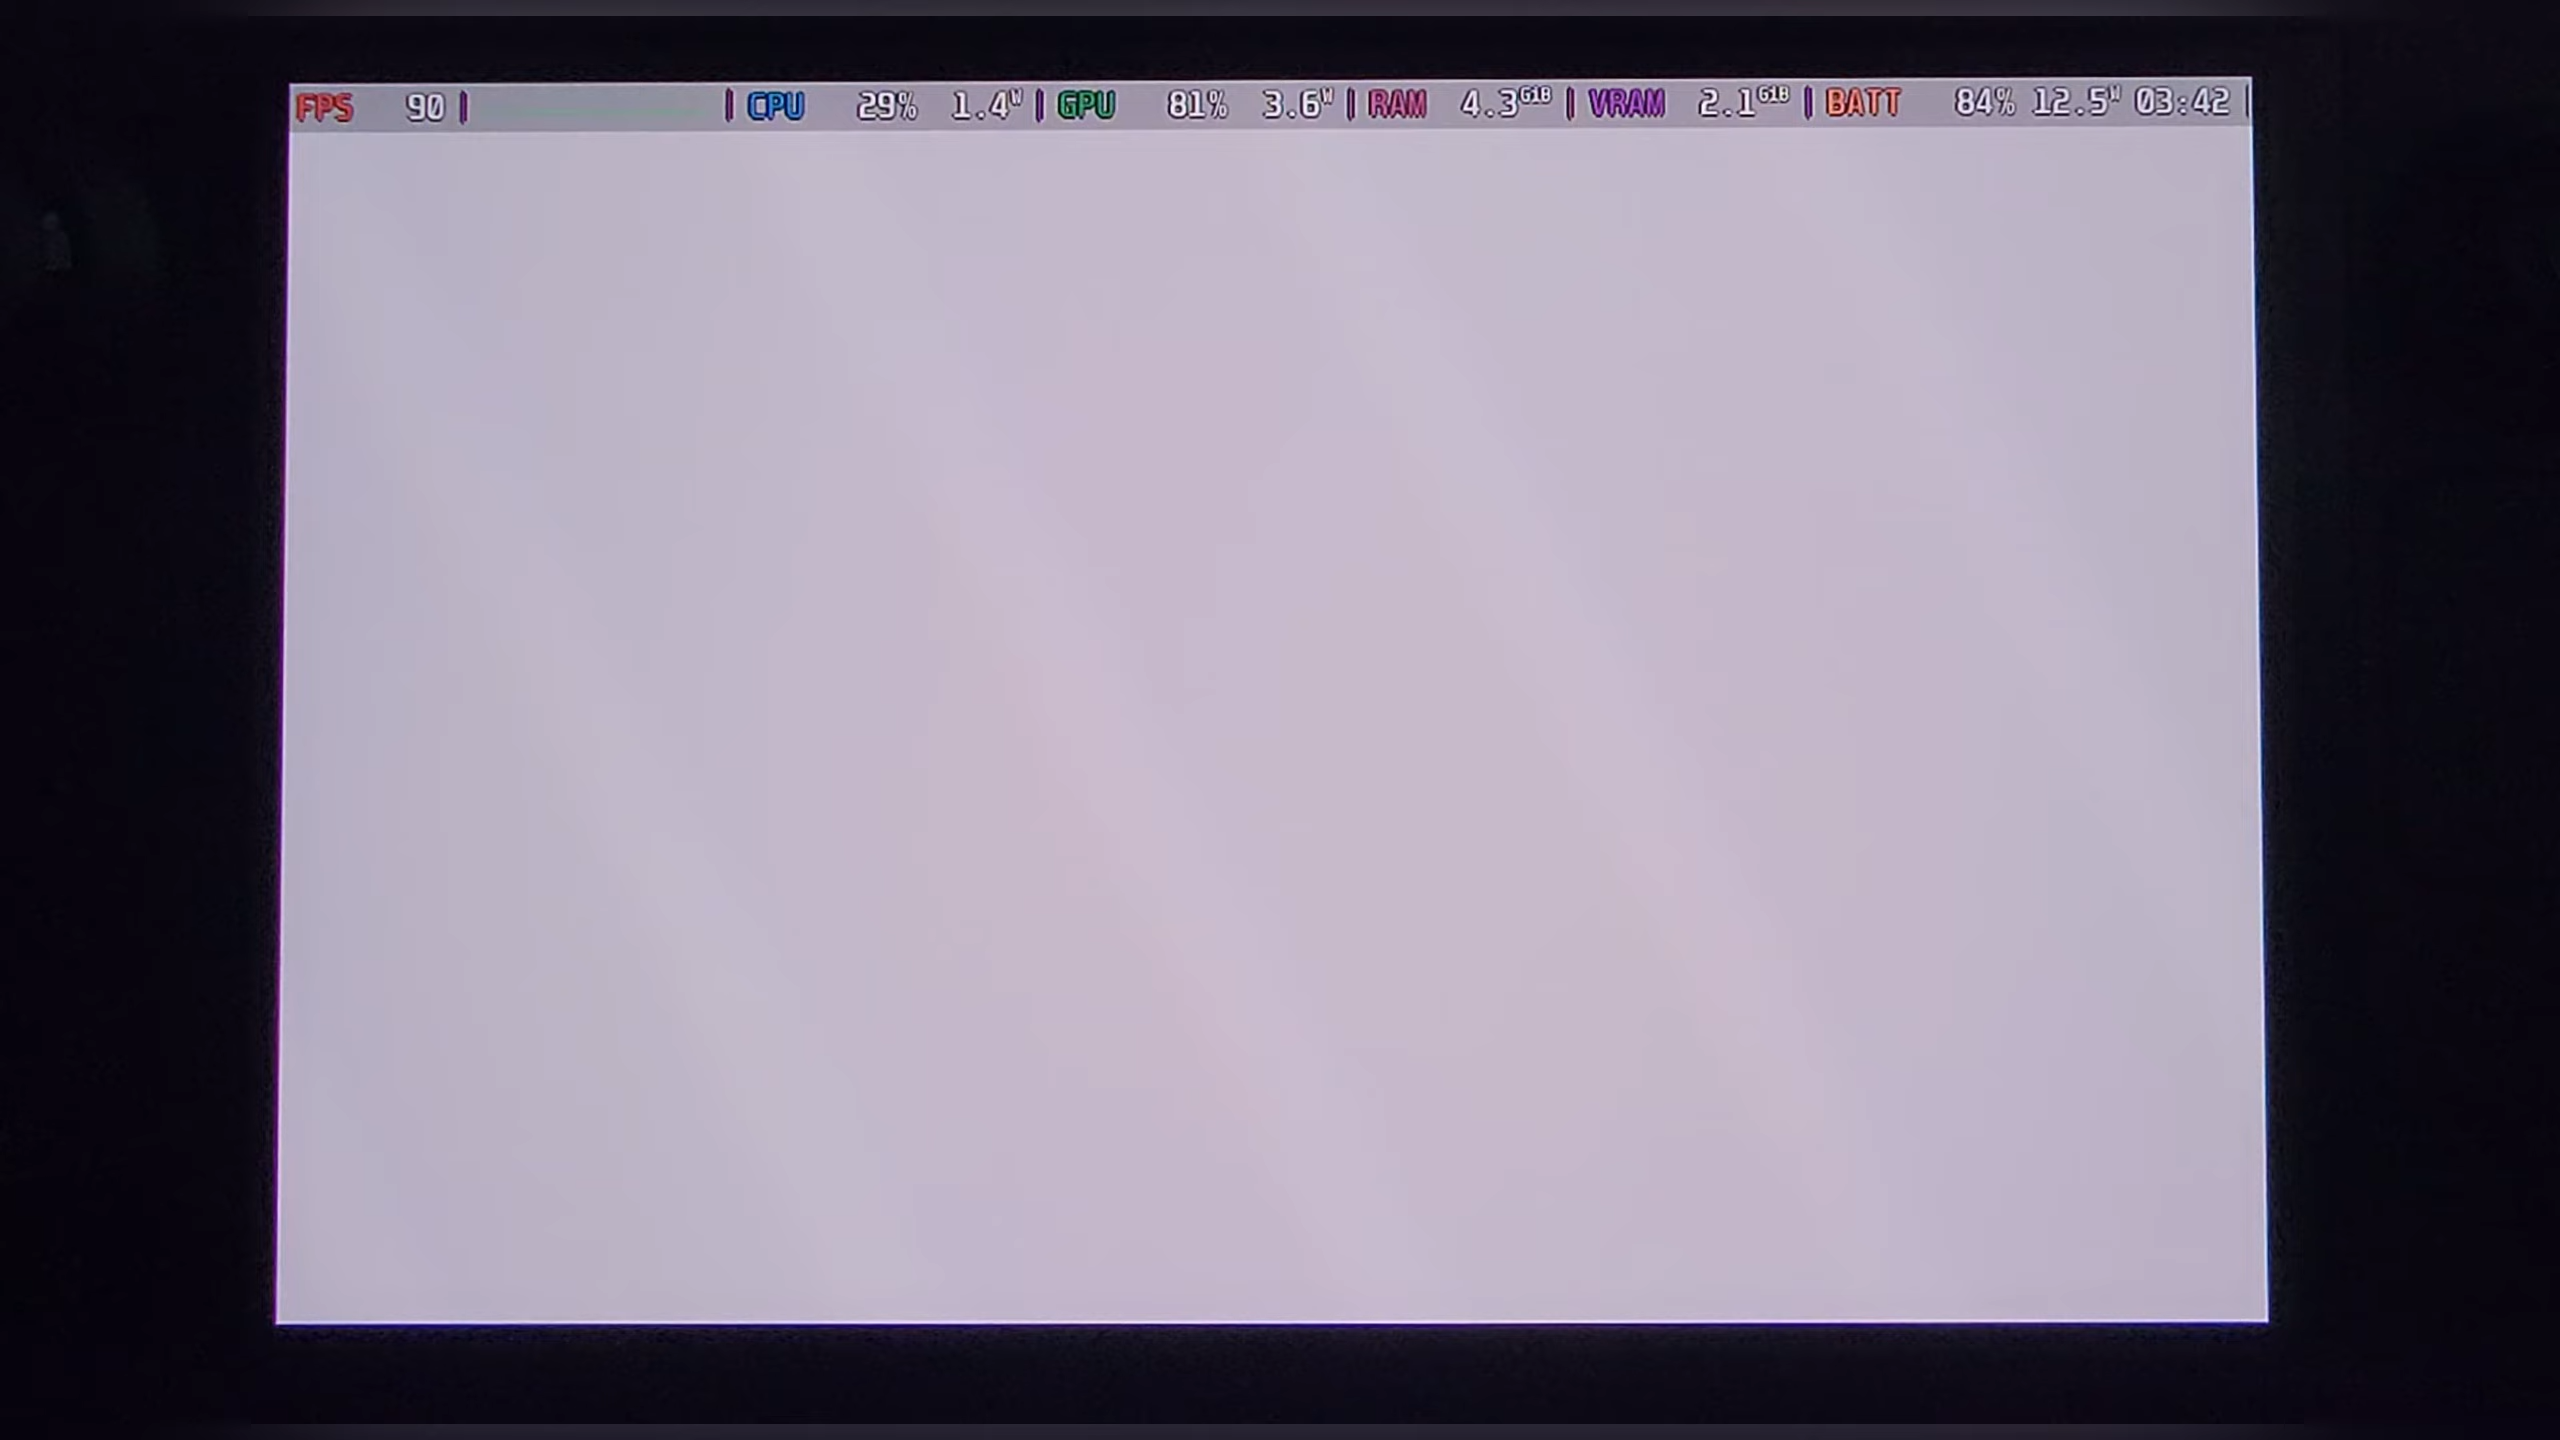 FPS 90 | | CPU 29% 1.4W | GPU 81% 3.6W | RAM 4.3GiB | VRAM 2.1GiB | BATT 84% 12.5W 03:42 |